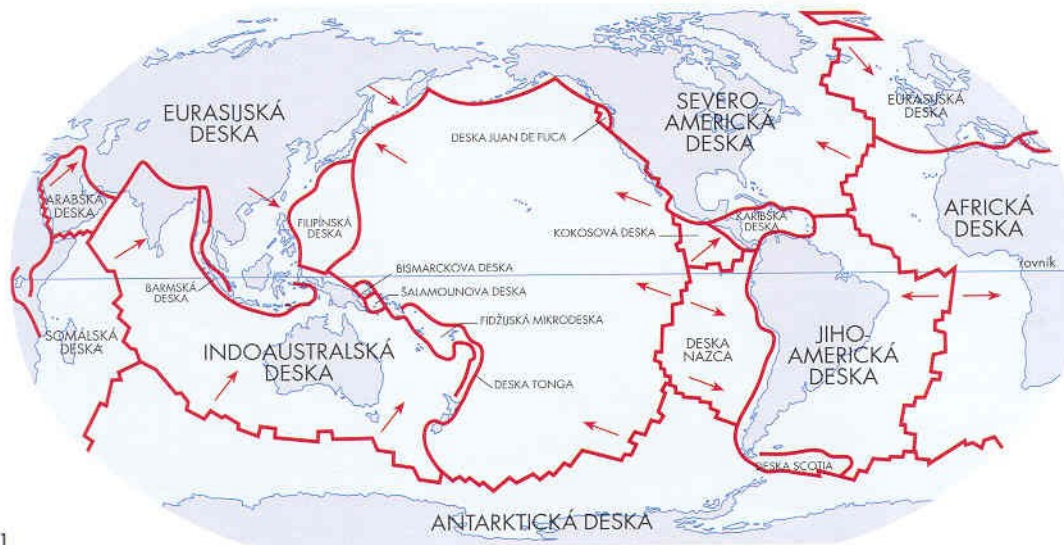 EURASIJSKÁ
DESKA
SEVERO-
AMERICKÁ
DESKA
EURASIJSKÁ
DESKA
DESKA JUAN DE FUCA
ARABSKÁ
DESKA
FILIPÍNSKÁ
DESKA
KARIBSKÁ
DESKA
AFRICKÁ
DESKA
KOKOSOVÁ DESKA
rovník
BISMARCKOVA DESKA
BARMSKÁ
DESKA
ŠALAMOUNOVA DESKA
SOMÁLSKÁ
DESKA
FIDŽIJSKÁ MIKRODESKA
INDOAUSTRALSKÁ
DESKA
DESKA
NAZCA
JIHO-
AMERICKÁ
DESKA
DESKA TONGA
DESKA SCOTIA
ANTARKTICKÁ DESKA
1